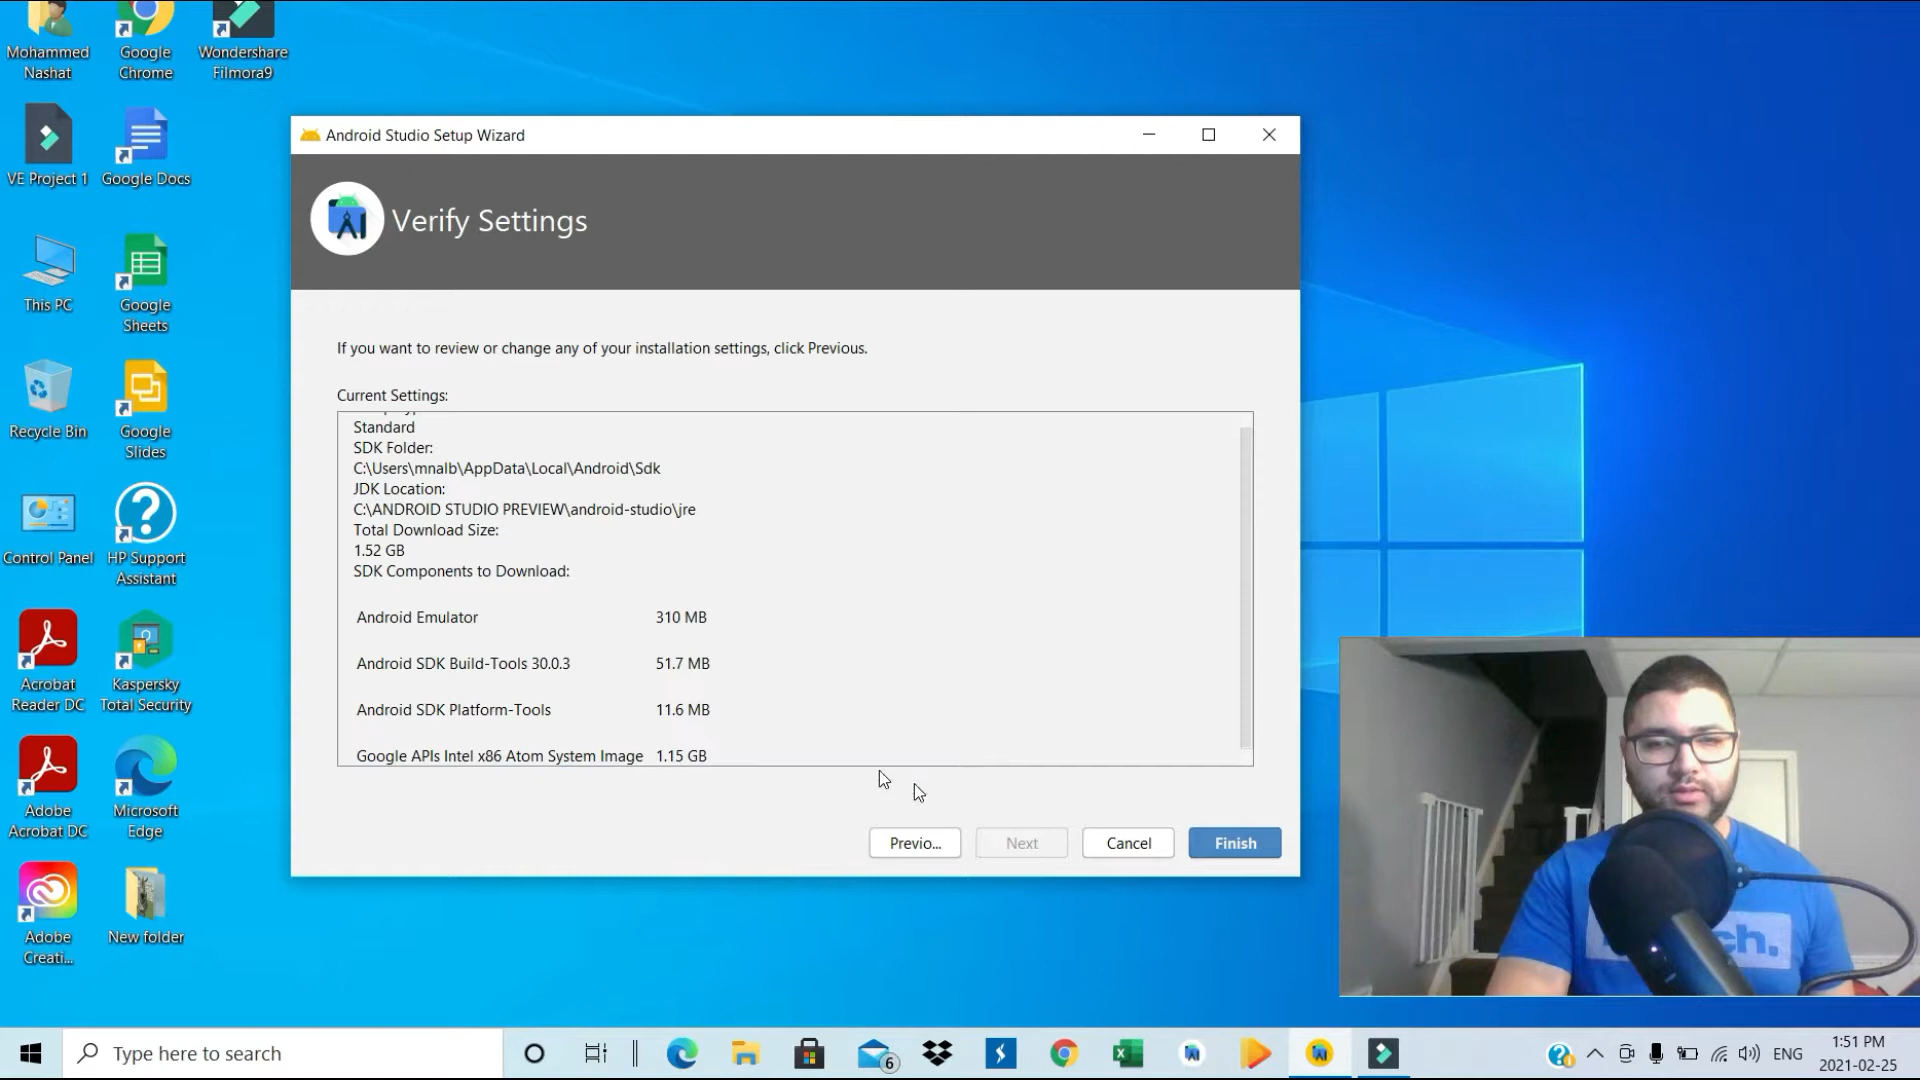 Mohammed
Nashat
Google
Chrome
Wondershare
Filmora9
VE Project 1
Google Docs
This PC
Google
Sheets
Recycle Bin
Google
Slides
Control Panel
HP Support
Assistant
Acrobat
Reader DC
Kaspersky
Total Security
Adobe
Acrobat DC
Microsoft
Edge
Adobe
Creati...
New folder
Android Studio Setup Wizard
Verify Settings
If you want to review or change any of your installation settings, click Previous.
Current Settings:
Standard
SDK Folder:
C:\Users\mnalb\AppData\Local\Android\Sdk
JDK Location:
C:\ANDROID STUDIO PREVIEW\android-studio\jre
Total Download Size:
1.52 GB
SDK Components to Download:
Android Emulator 310 MB
Android SDK Build-Tools 30.0.3 51.7 MB
Android SDK Platform-Tools 11.6 MB
Google APIs Intel x86 Atom System Image 1.15 GB
Previo...
Next
Cancel
Finish
Type here to search
6
ENG
1:51 PM
2021-02-25